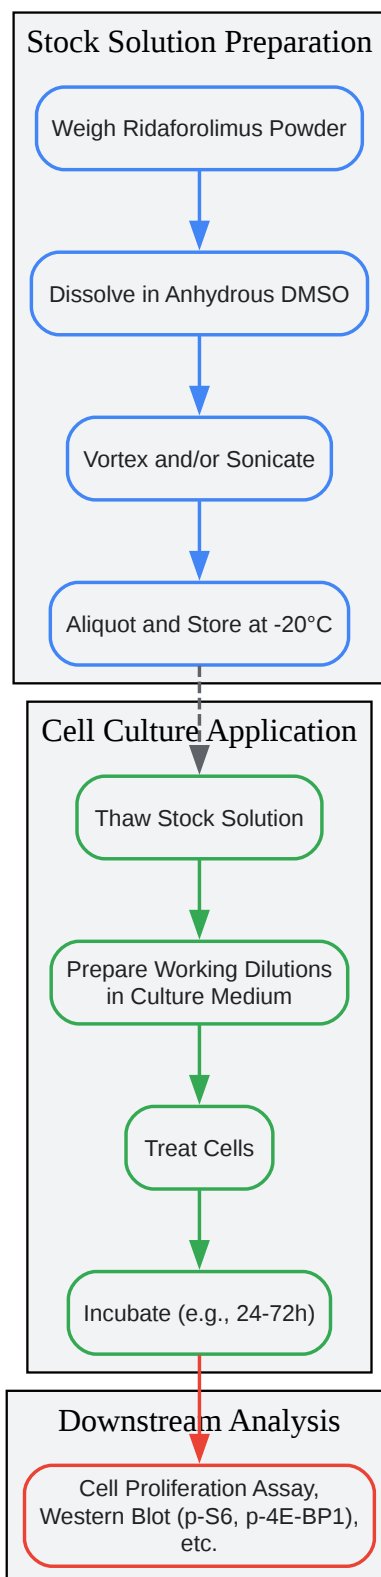 Stock Solution Preparation
Weigh Ridaforolimus Powder
Dissolve in Anhydrous DMSO
Vortex and/or Sonicate
Aliquot and Store at -20°C
Cell Culture Application
Thaw Stock Solution
Prepare Working Dilutions
in Culture Medium
Treat Cells
Incubate (e.g., 24-72h)
Downstream Analysis
Cell Proliferation Assay,
Western Blot (p-S6, p-4E-BP1),
etc.